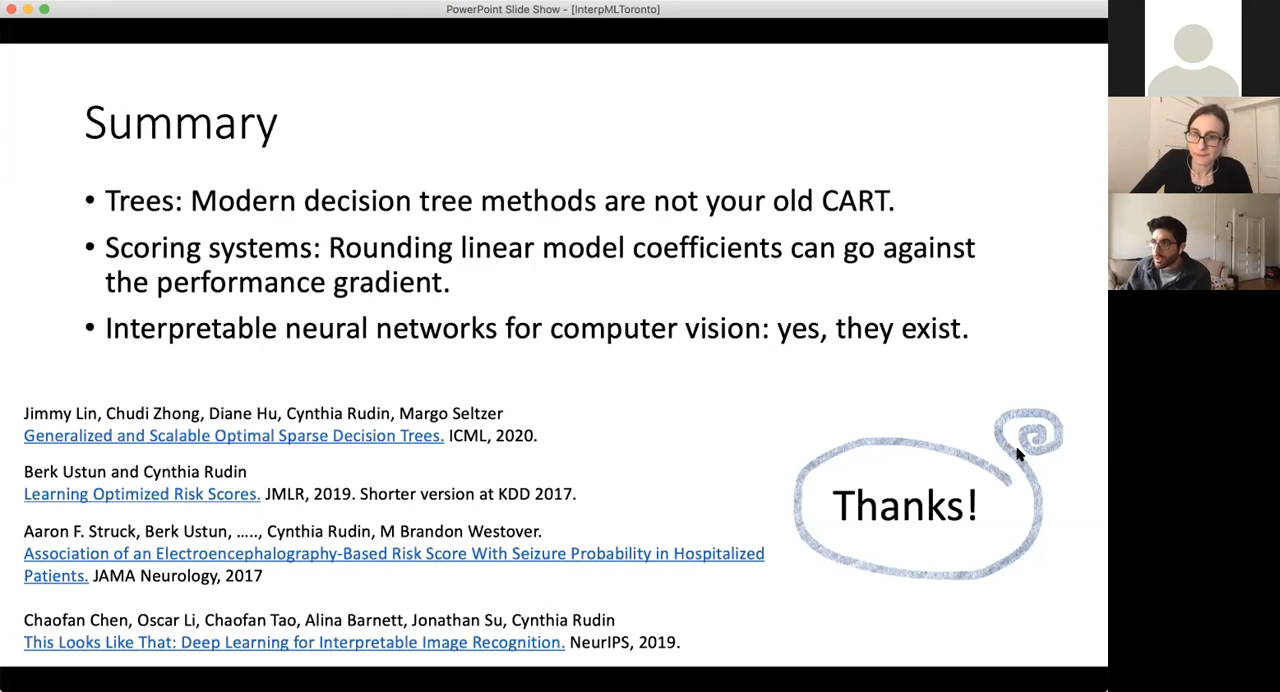 PowerPoint Slide Show - [InterpMLToronto]
Summary
• Trees: Modern decision tree methods are not your old CART.
• Scoring systems: Rounding linear model coefficients can go against
the performance gradient.
• Interpretable neural networks for computer vision: yes, they exist.
Jimmy Lin, Chudi Zhong, Diane Hu, Cynthia Rudin, Margo Seltzer
Generalized and Scalable Optimal Sparse Decision Trees. ICML, 2020.
Berk Ustun and Cynthia Rudin
Learning Optimized Risk Scores. JMLR, 2019. Shorter version at KDD 2017.
Aaron F. Struck, Berk Ustun, ....., Cynthia Rudin, M Brandon Westover.
Association of an Electroencephalography-Based Risk Score With Seizure Probability in Hospitalized
Patients. JAMA Neurology, 2017
Chaofan Chen, Oscar Li, Chaofan Tao, Alina Barnett, Jonathan Su, Cynthia Rudin
This Looks Like That: Deep Learning for Interpretable Image Recognition. NeurIPS, 2019.
Thanks!